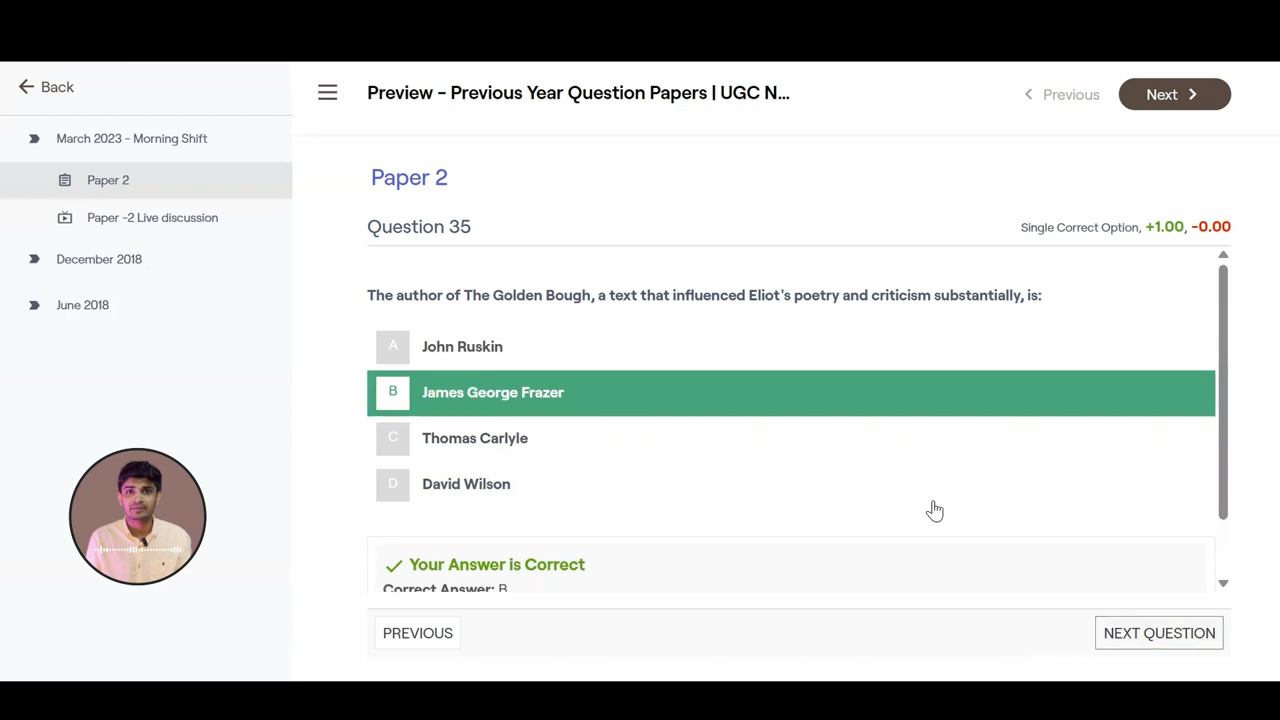 Back
Preview - Previous Year Question Papers | UGC N...
Previous
Next
March 2023 - Morning Shift
Paper 2
Paper -2 Live discussion
December 2018
June 2018
Paper 2
Question 35
Single Correct Option, +1.00, -0.00
The author of The Golden Bough, a text that influenced Eliot's poetry and criticism substantially, is:
A John Ruskin
B James George Frazer
C Thomas Carlyle
D David Wilson
Your Answer is Correct
Correct Answer: B
PREVIOUS
NEXT QUESTION